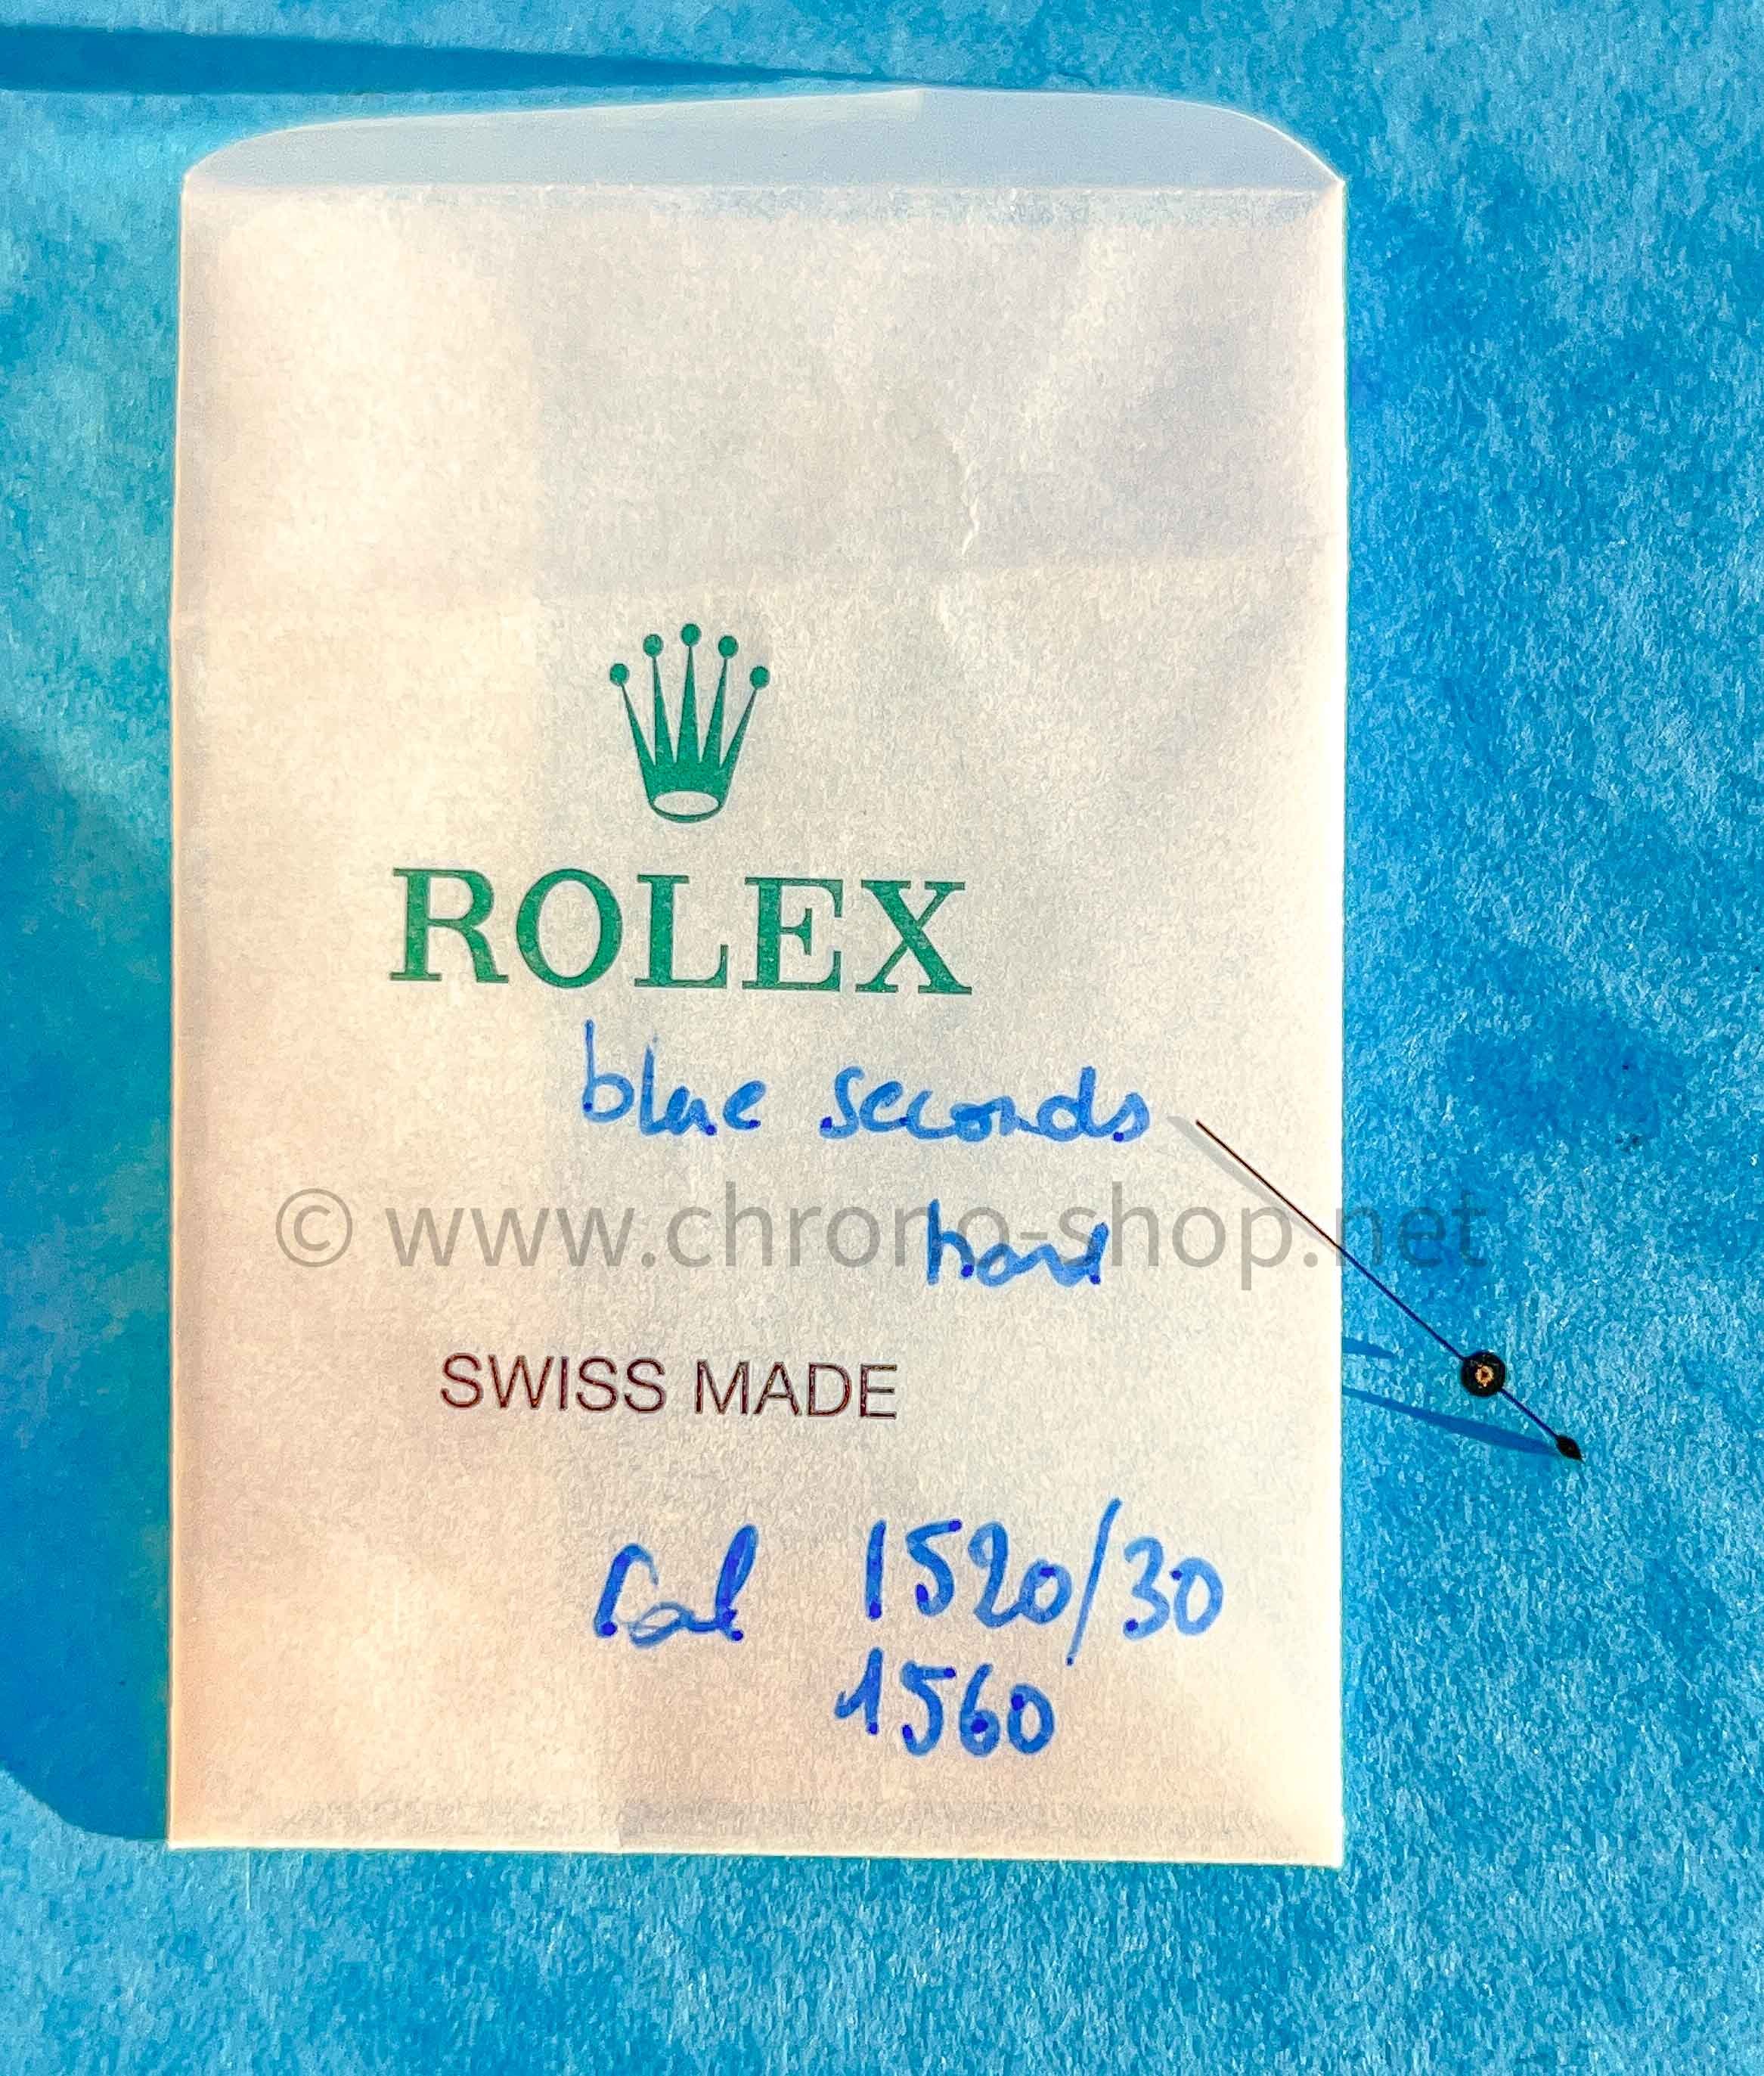 ROLEX
blue seconds
© www.chrono-shop.net
hand
SWISS MADE
Cal 1520/30
1560